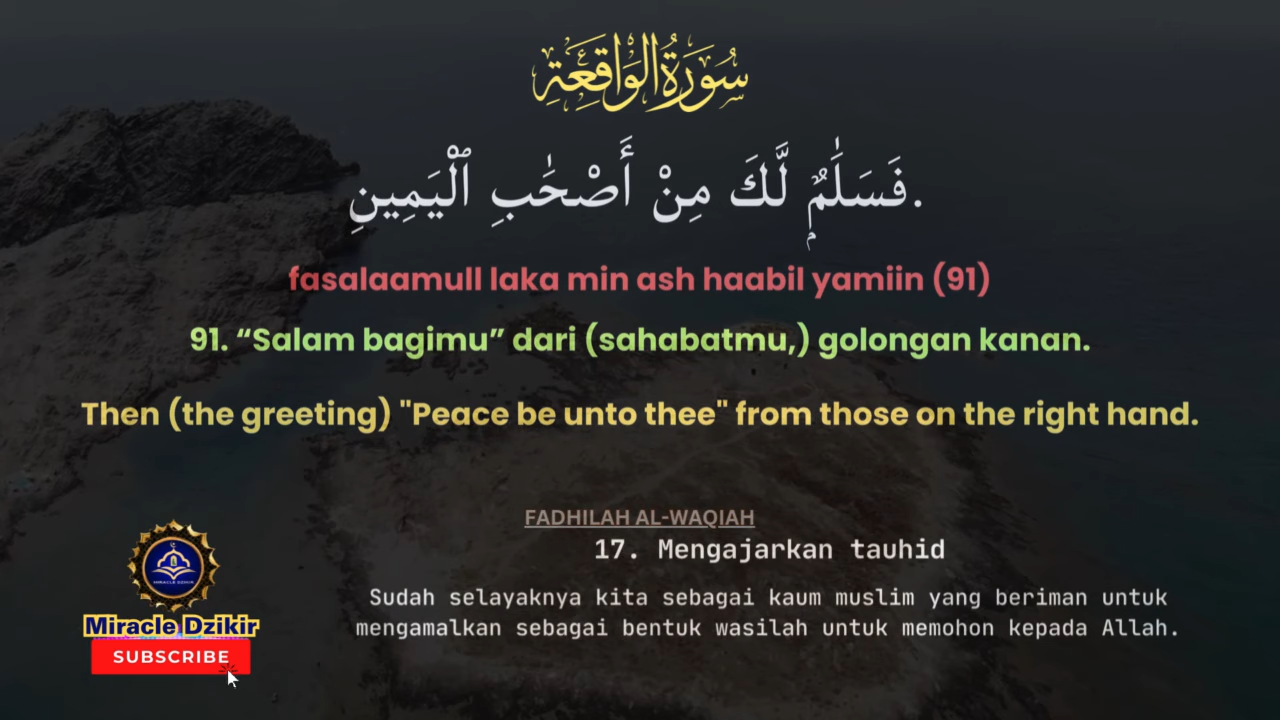 سُورَةُ الْوَاقِعَةِ
فَسَلَٰمٌۭ لَّكَ مِنْ أَصْحَٰبِ ٱلْيَمِينِ.
fasalaamull laka min ash haabil yamiin (91)
91. “Salam bagimu” dari (sahabatmu,) golongan kanan.
Then (the greeting) "Peace be unto thee" from those on the right hand.
FADHILAH AL-WAQIAH
17. Mengajarkan tauhid
Sudah selayaknya kita sebagai kaum muslim yang beriman untuk
mengamalkan sebagai bentuk wasilah untuk memohon kepada Allah.
MIRACLE DZIKIR
Miracle Dzikir
SUBSCRIBE